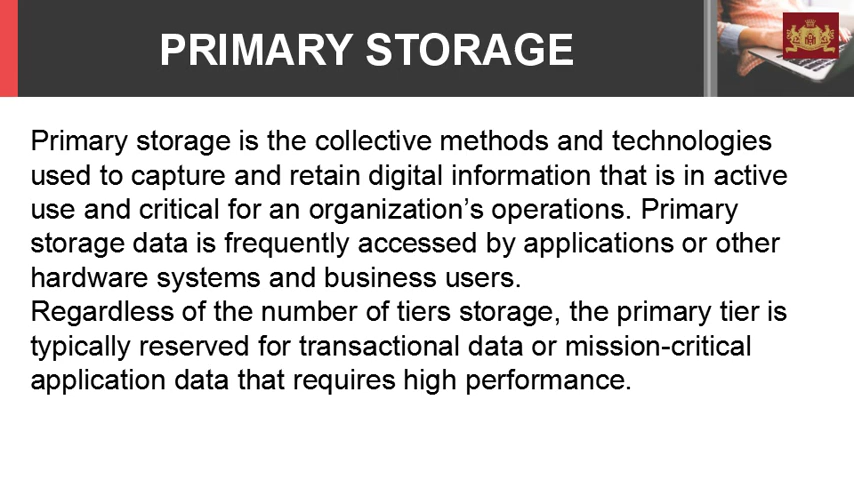 PRIMARY STORAGE
Primary storage is the collective methods and technologies
used to capture and retain digital information that is in active
use and critical for an organization’s operations. Primary
storage data is frequently accessed by applications or other
hardware systems and business users.
Regardless of the number of tiers storage, the primary tier is
typically reserved for transactional data or mission-critical
application data that requires high performance.